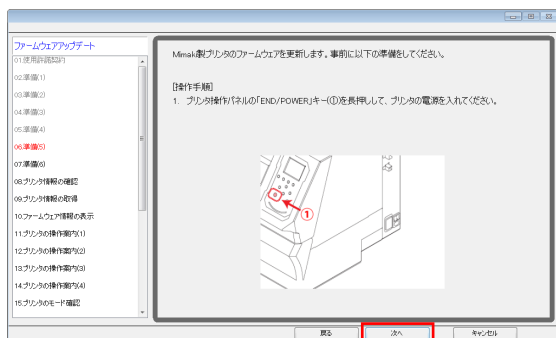 ファームウェアアップデート
01.使用許諾契約
02.準備(1)
03.準備(2)
04.準備(3)
05.準備(4)
06.準備(5)
07.準備(6)
08.プリンタ情報の確認
09.プリンタ情報の取得
10.ファームウェア情報の表示
11.プリンタの操作案内(1)
12.プリンタの操作案内(2)
13.プリンタの操作案内(3)
14.プリンタの操作案内(4)
15.プリンタのモード確認
Mimaki製プリンタのファームウェアを更新します。事前に以下の準備をしてください。
[操作手順]
1. プリンタ操作パネルの「END/POWER」キー(①)を長押しして、プリンタの電源を入れてください。
①
戻る
次へ
キャンセル